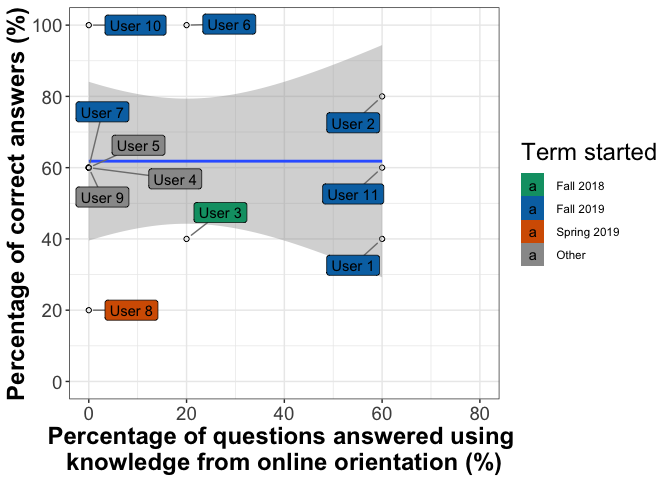 Percentage of correct answers (%)
100
80
60
40
20
0
User 10
User 6
User 7
User 2
User 5
User 4
User 9
User 11
User 3
User 1
User 8
0 20 40 60 80
Percentage of questions answered using
knowledge from online orientation (%)
Term started
a Fall 2018
a Fall 2019
a Spring 2019
a Other